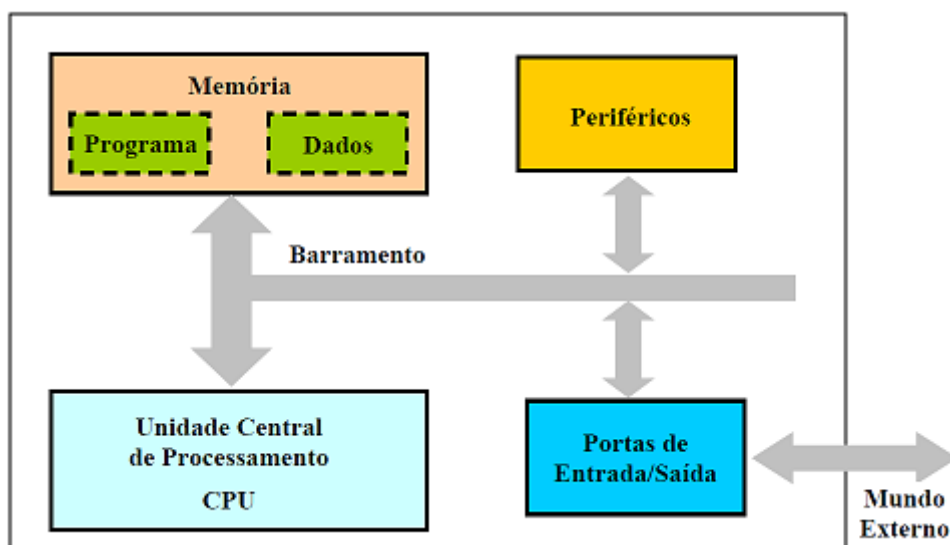 Memória
Programa
Dados
Periféricos
Barramento
Unidade Central
de Processamento
CPU
Portas de
Entrada/Saída
Mundo
Externo